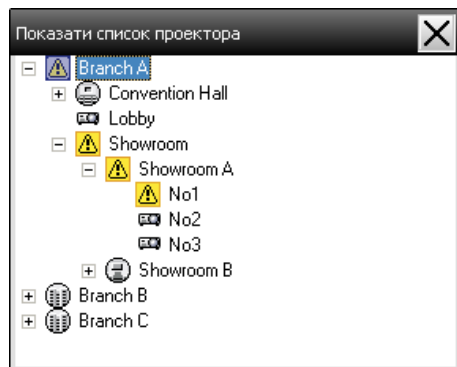 Показати список проектора
Branch A
Convention Hall
Lobby
Showroom
Showroom A
No1
No2
No3
Showroom B
Branch B
Branch C